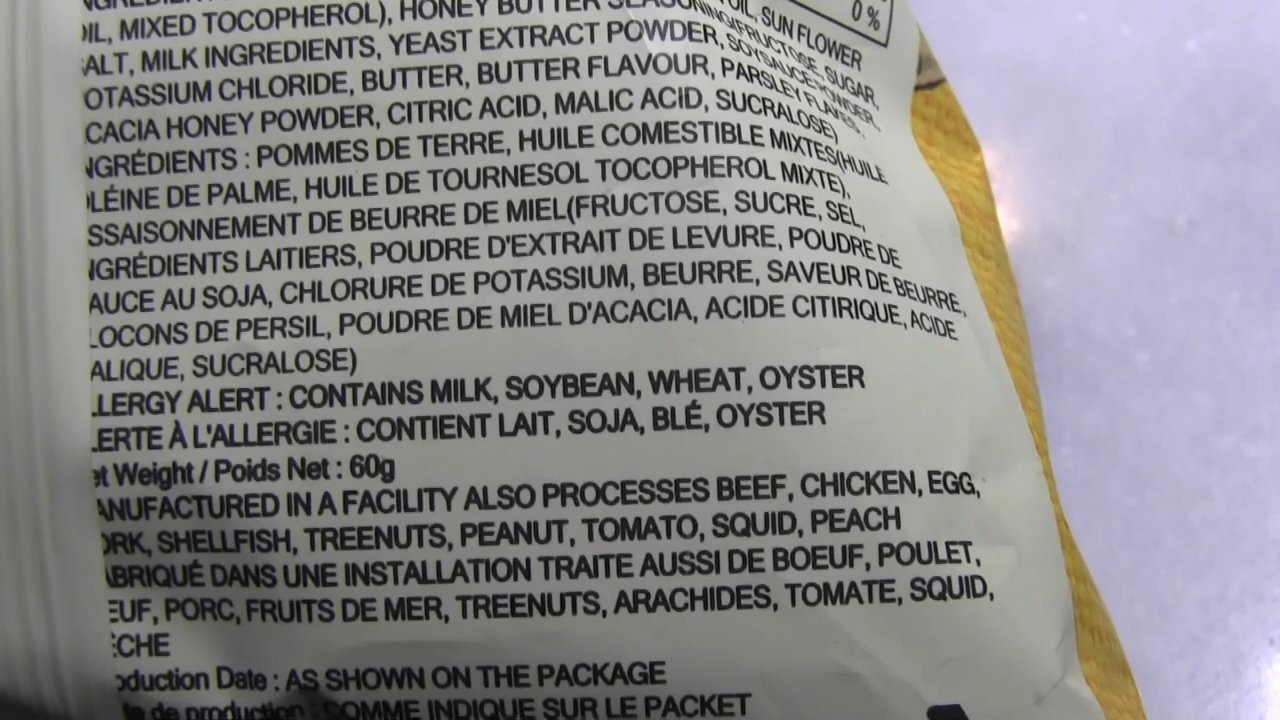 0 %
OIL, SUN FLOWER
IL, MIXED TOCOPHEROL), HONEY BUTTER SEASONING(FRUCTOSE, SUGAR,
ALT, MILK INGREDIENTS, YEAST EXTRACT POWDER, SOYSAUCE POWDER,
OTASSIUM CHLORIDE, BUTTER, BUTTER FLAVOUR, PARSLEY FLAKES,
CACIA HONEY POWDER, CITRIC ACID, MALIC ACID, SUCRALOSE)
NGRÉDIENTS : POMMES DE TERRE, HUILE COMESTIBLE MIXTES(HUILE
LÉINE DE PALME, HUILE DE TOURNESOL TOCOPHEROL MIXTE),
SSAISONNEMENT DE BEURRE DE MIEL(FRUCTOSE, SUCRE, SEL,
NGRÉDIENTS LAITIERS, POUDRE D'EXTRAIT DE LEVURE, POUDRE DE
AUCE AU SOJA, CHLORURE DE POTASSIUM, BEURRE, SAVEUR DE BEURRE,
LOCONS DE PERSIL, POUDRE DE MIEL D'ACACIA, ACIDE CITIRIQUE, ACIDE
ALIQUE, SUCRALOSE)
LLERGY ALERT : CONTAINS MILK, SOYBEAN, WHEAT, OYSTER
LERTE À L'ALLERGIE : CONTIENT LAIT, SOJA, BLÉ, OYSTER
et Weight / Poids Net : 60g
ANUFACTURED IN A FACILITY ALSO PROCESSES BEEF, CHICKEN, EGG,
ORK, SHELLFISH, TREENUTS, PEANUT, TOMATO, SQUID, PEACH
ABRIQUÉ DANS UNE INSTALLATION TRAITE AUSSI DE BOEUF, POULET,
EUF, PORC, FRUITS DE MER, TREENUTS, ARACHIDES, TOMATE, SQUID,
ÊCHE
oduction Date : AS SHOWN ON THE PACKAGE
de production : COMME INDIQUE SUR LE PACKET